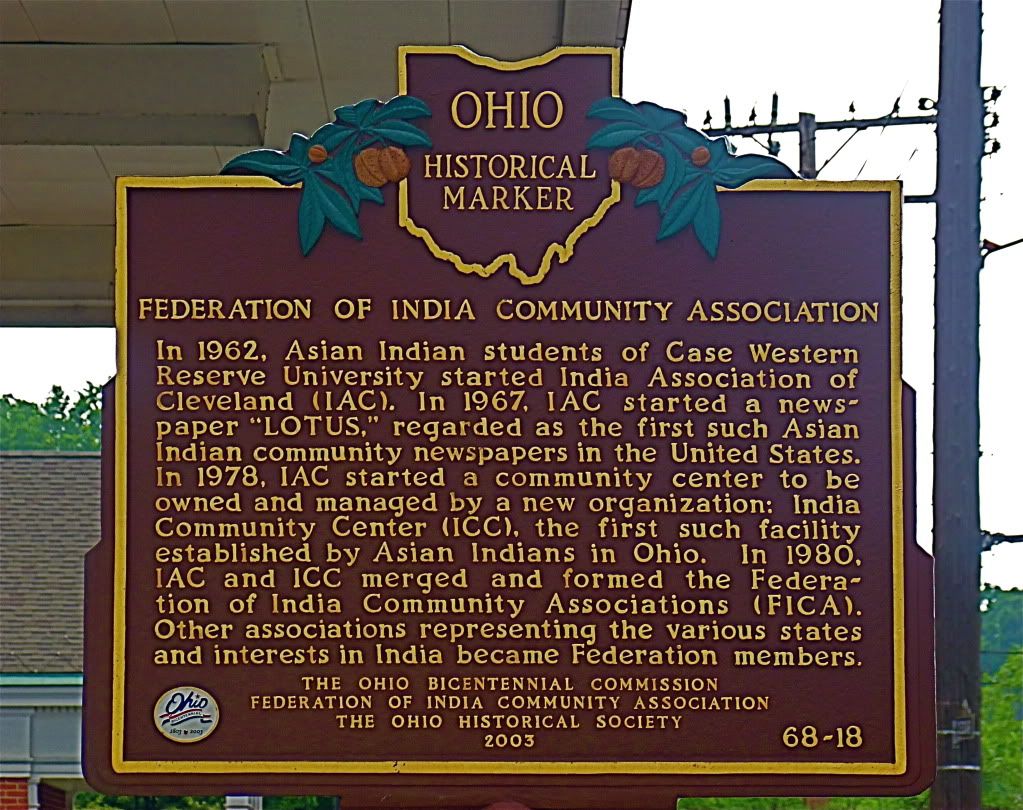 OHIO
HISTORICAL
MARKER
FEDERATION OF INDIA COMMUNITY ASSOCIATION
In 1962, Asian Indian students of Case Western
Reserve University started India Association of
Cleveland (IAC). In 1967, IAC started a news-
paper "LOTUS," regarded as the first such Asian
Indian community newspapers in the United States.
In 1978, IAC started a community center to be
owned and managed by a new organization: India
Community Center (ICC), the first such facility
established by Asian Indians in Ohio. In 1980,
IAC and ICC merged and formed the Federa-
tion of India Community Associations (FICA).
Other associations representing the various states
and interests in India became Federation members.
THE OHIO BICENTENNIAL COMMISSION
FEDERATION OF INDIA COMMUNITY ASSOCIATION
THE OHIO HISTORICAL SOCIETY
2003
68-18
Ohio
1803 2003